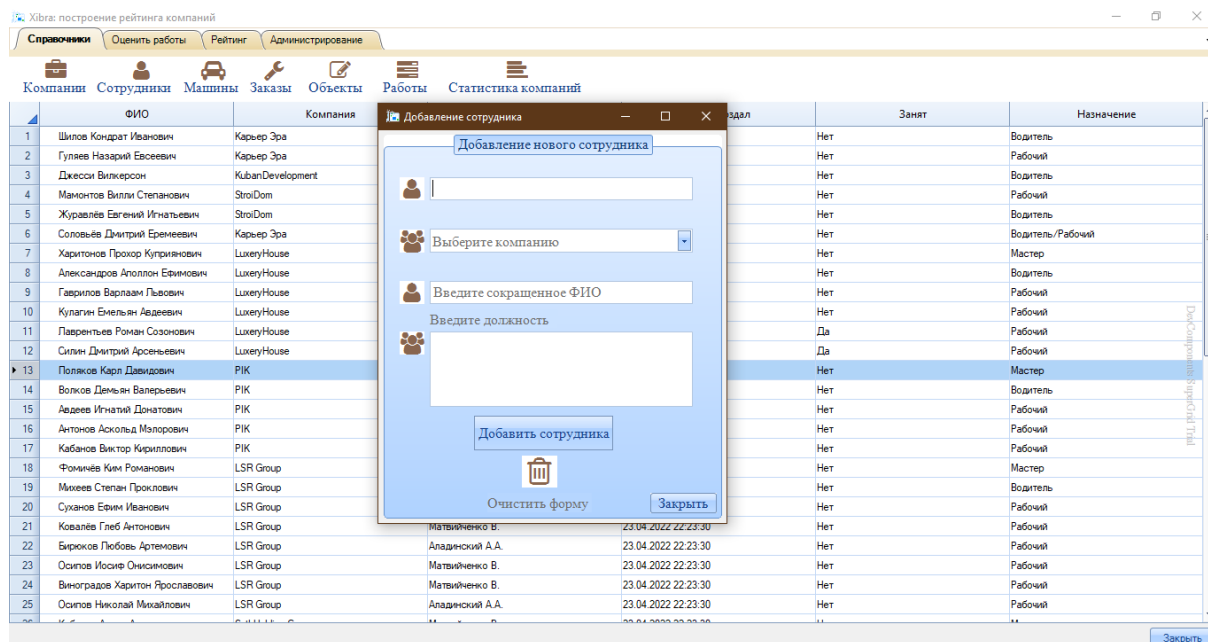 Xibra: построение рейтинга компаний
Справочники Оценить работы Рейтинг Администрирование
Компании Сотрудники Машины Заказы Объекты Работы Статистика компаний
ФИО Компания Занят Назначение
1 Шилов Кондрат Иванович Карьер Эра Нет Водитель
2 Гуляев Назарий Евсеевич Карьер Эра Нет Рабочий
3 Джесси Вилкерсон KubanDevelopment Нет Водитель
4 Мамонтов Вилли Степанович StroiDom Нет Рабочий
5 Журавлёв Евгений Игнатьевич StroiDom Нет Водитель
6 Соловьёв Дмитрий Еремеевич Карьер Эра Нет Водитель/Рабочий
7 Харитонов Прохор Куприянович LuxeryHouse Нет Мастер
8 Александров Аполлон Ефимович LuxeryHouse Нет Водитель
9 Гаврилов Варлаам Львович LuxeryHouse Нет Рабочий
10 Кулагин Емельян Авдеевич LuxeryHouse Нет Рабочий
11 Лаврентьев Роман Созонович LuxeryHouse Да Рабочий
12 Силин Дмитрий Арсеньевич LuxeryHouse Да Рабочий
13 Поляков Карл Давидович PIK Нет Мастер
14 Волков Демьян Валерьевич PIK Нет Водитель
15 Авдеев Игнатий Донатович PIK Нет Рабочий
16 Антонов Аскольд Мэлорович PIK Нет Рабочий
17 Кабанов Виктор Кириллович PIK Нет Рабочий
18 Фомичёв Ким Романович LSR Group Нет Мастер
19 Михеев Степан Проклович LSR Group Нет Водитель
20 Суханов Ефим Иванович LSR Group Нет Рабочий
21 Ковалёв Глеб Антонович LSR Group Матвийченко В. 23.04.2022 22:23:30 Нет Рабочий
22 Бирюков Любовь Артемович LSR Group Аладинский А.А. 23.04.2022 22:23:30 Нет Рабочий
23 Осипов Иосиф Онисимович LSR Group Матвийченко В. 23.04.2022 22:23:30 Нет Рабочий
24 Виноградов Харитон Ярославович LSR Group Матвийченко В. 23.04.2022 22:23:30 Нет Рабочий
25 Осипов Николай Михайлович LSR Group Аладинский А.А. 23.04.2022 22:23:30 Нет Рабочий
Добавление сотрудника
Добавление нового сотрудника
Выберите компанию
Введите сокращенное ФИО
Введите должность
Добавить сотрудника
Очистить форму Закрыть
DevComponents SuperGrid Trial
Закрыть